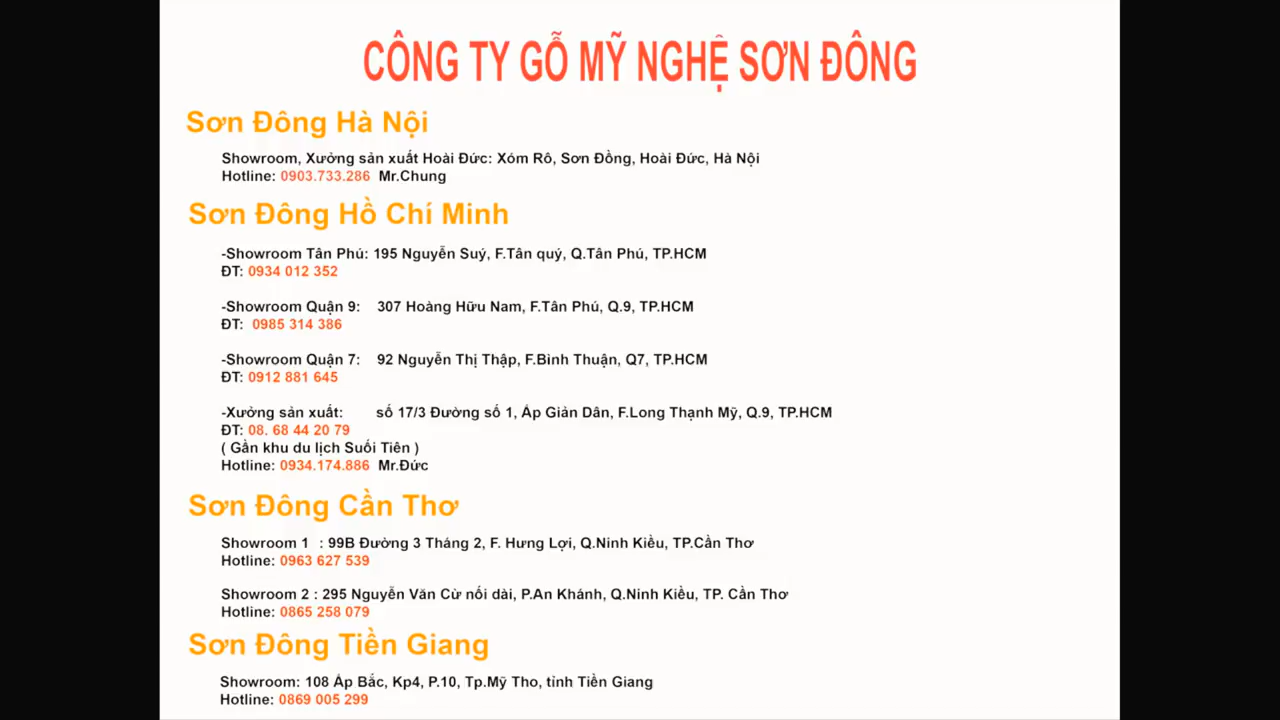 CÔNG TY GỖ MỸ NGHỆ SƠN ĐÔNG
Sơn Đông Hà Nội
Showroom, Xưởng sản xuất Hoài Đức: Xóm Rô, Sơn Đồng, Hoài Đức, Hà Nội
Hotline: 0903.733.286 Mr.Chung
Sơn Đông Hồ Chí Minh
-Showroom Tân Phú: 195 Nguyễn Suý, F.Tân quý, Q.Tân Phú, TP.HCM
ĐT: 0934 012 352
-Showroom Quận 9: 307 Hoàng Hữu Nam, F.Tân Phú, Q.9, TP.HCM
ĐT: 0985 314 386
-Showroom Quận 7: 92 Nguyễn Thị Thập, F.Bình Thuận, Q7, TP.HCM
ĐT: 0912 881 645
-Xưởng sản xuất: số 17/3 Đường số 1, Ấp Giản Dân, F.Long Thạnh Mỹ, Q.9, TP.HCM
ĐT: 08. 68 44 20 79
( Gần khu du lịch Suối Tiên )
Hotline: 0934.174.886 Mr.Đức
Sơn Đông Cần Thơ
Showroom 1 : 99B Đường 3 Tháng 2, F. Hưng Lợi, Q.Ninh Kiều, TP.Cần Thơ
Hotline: 0963 627 539
Showroom 2 : 295 Nguyễn Văn Cừ nối dài, P.An Khánh, Q.Ninh Kiều, TP. Cần Thơ
Hotline: 0865 258 079
Sơn Đông Tiền Giang
Showroom: 108 Ấp Bắc, Kp4, P.10, Tp.Mỹ Tho, tỉnh Tiền Giang
Hotline: 0869 005 299